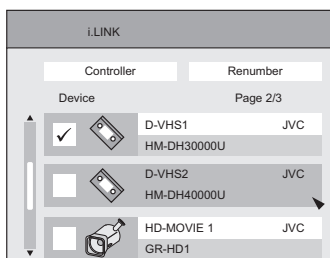 i.LINK
Controller Renumber
Device Page 2/3
D-VHS1 JVC
HM-DH30000U
D-VHS2 JVC
HM-DH40000U
HD-MOVIE 1 JVC
GR-HD1